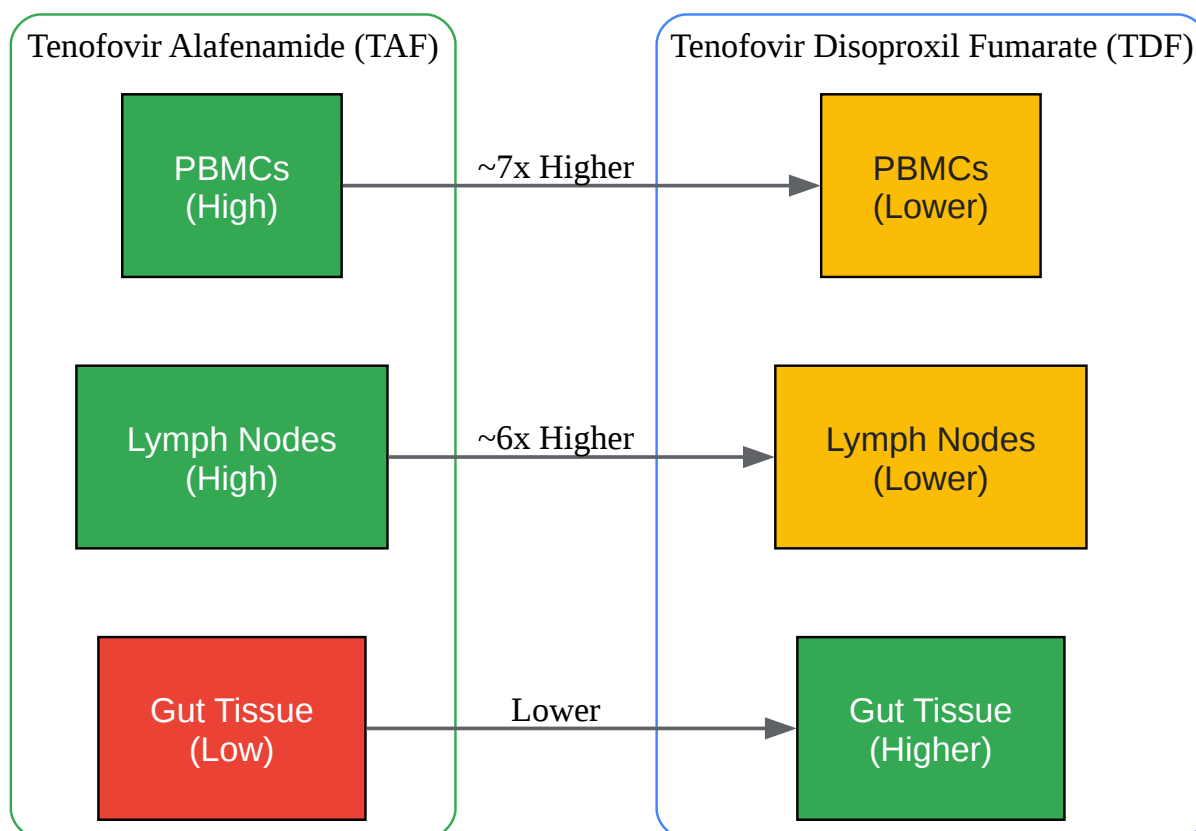 Tenofovir Alafenamide (TAF)
Tenofovir Disoproxil Fumarate (TDF)
PBMCs
(High)
~7x Higher
PBMCs
(Lower)
Lymph Nodes
(High)
~6x Higher
Lymph Nodes
(Lower)
Gut Tissue
(Low)
Lower
Gut Tissue
(Higher)